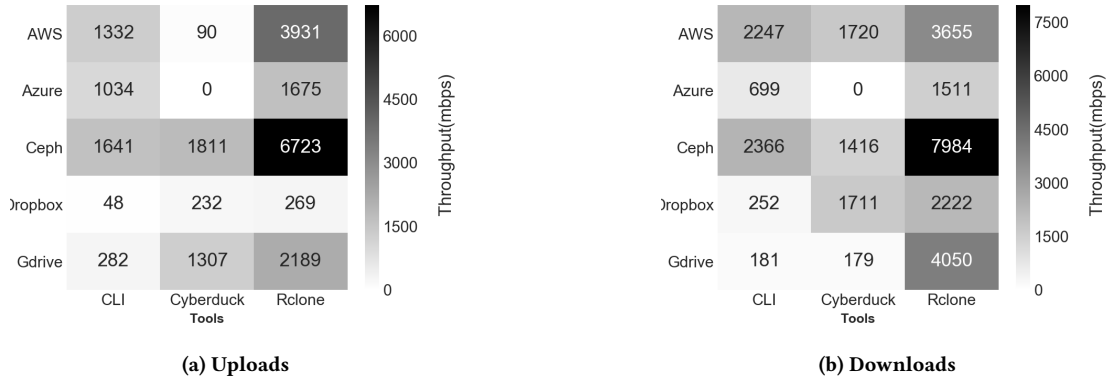 AWS 1332 90 3931
Azure 1034 0 1675
Ceph 1641 1811 6723
Dropbox 48 232 269
Gdrive 282 1307 2189
CLI Cyberduck Rclone
Tools
6000
4500
3000
1500
0
Throughput(mbps)
(a) Uploads
AWS 2247 1720 3655
Azure 699 0 1511
Ceph 2366 1416 7984
Dropbox 252 1711 2222
Gdrive 181 179 4050
CLI Cyberduck Rclone
Tools
7500
6000
4500
3000
1500
0
Throughput(mbps)
(b) Downloads